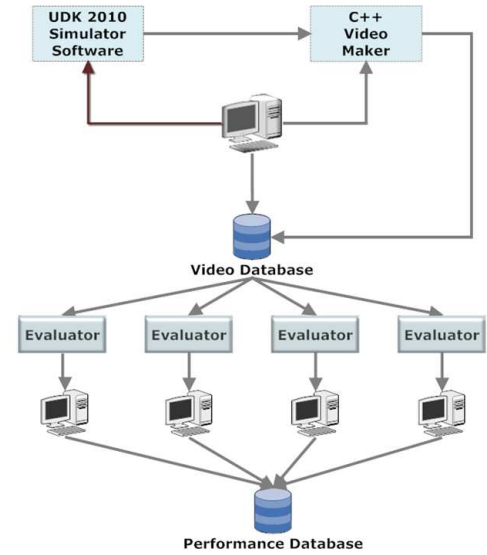 UDK 2010
Simulator
Software
C++
Video
Maker
Video Database
Evaluator
Evaluator
Evaluator
Evaluator
Performance Database